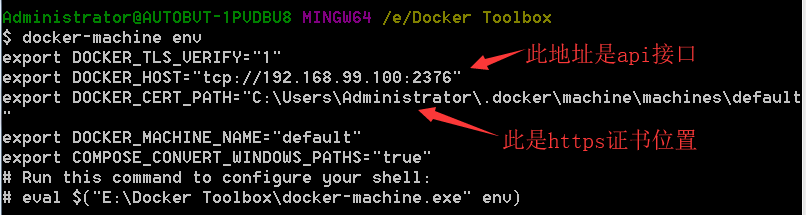 Administrator@AUTOBVT-1PVDBU8 MINGW64 /e/Docker Toolbox
$ docker-machine env
export DOCKER_TLS_VERIFY="1"
export DOCKER_HOST="tcp://192.168.99.100:2376"
此地址是api接口
export DOCKER_CERT_PATH="C:\Users\Administrator\.docker\machine\machines\default
"
此是https证书位置
export DOCKER_MACHINE_NAME="default"
export COMPOSE_CONVERT_WINDOWS_PATHS="true"
# Run this command to configure your shell:
# eval $("E:\Docker Toolbox\docker-machine.exe" env)